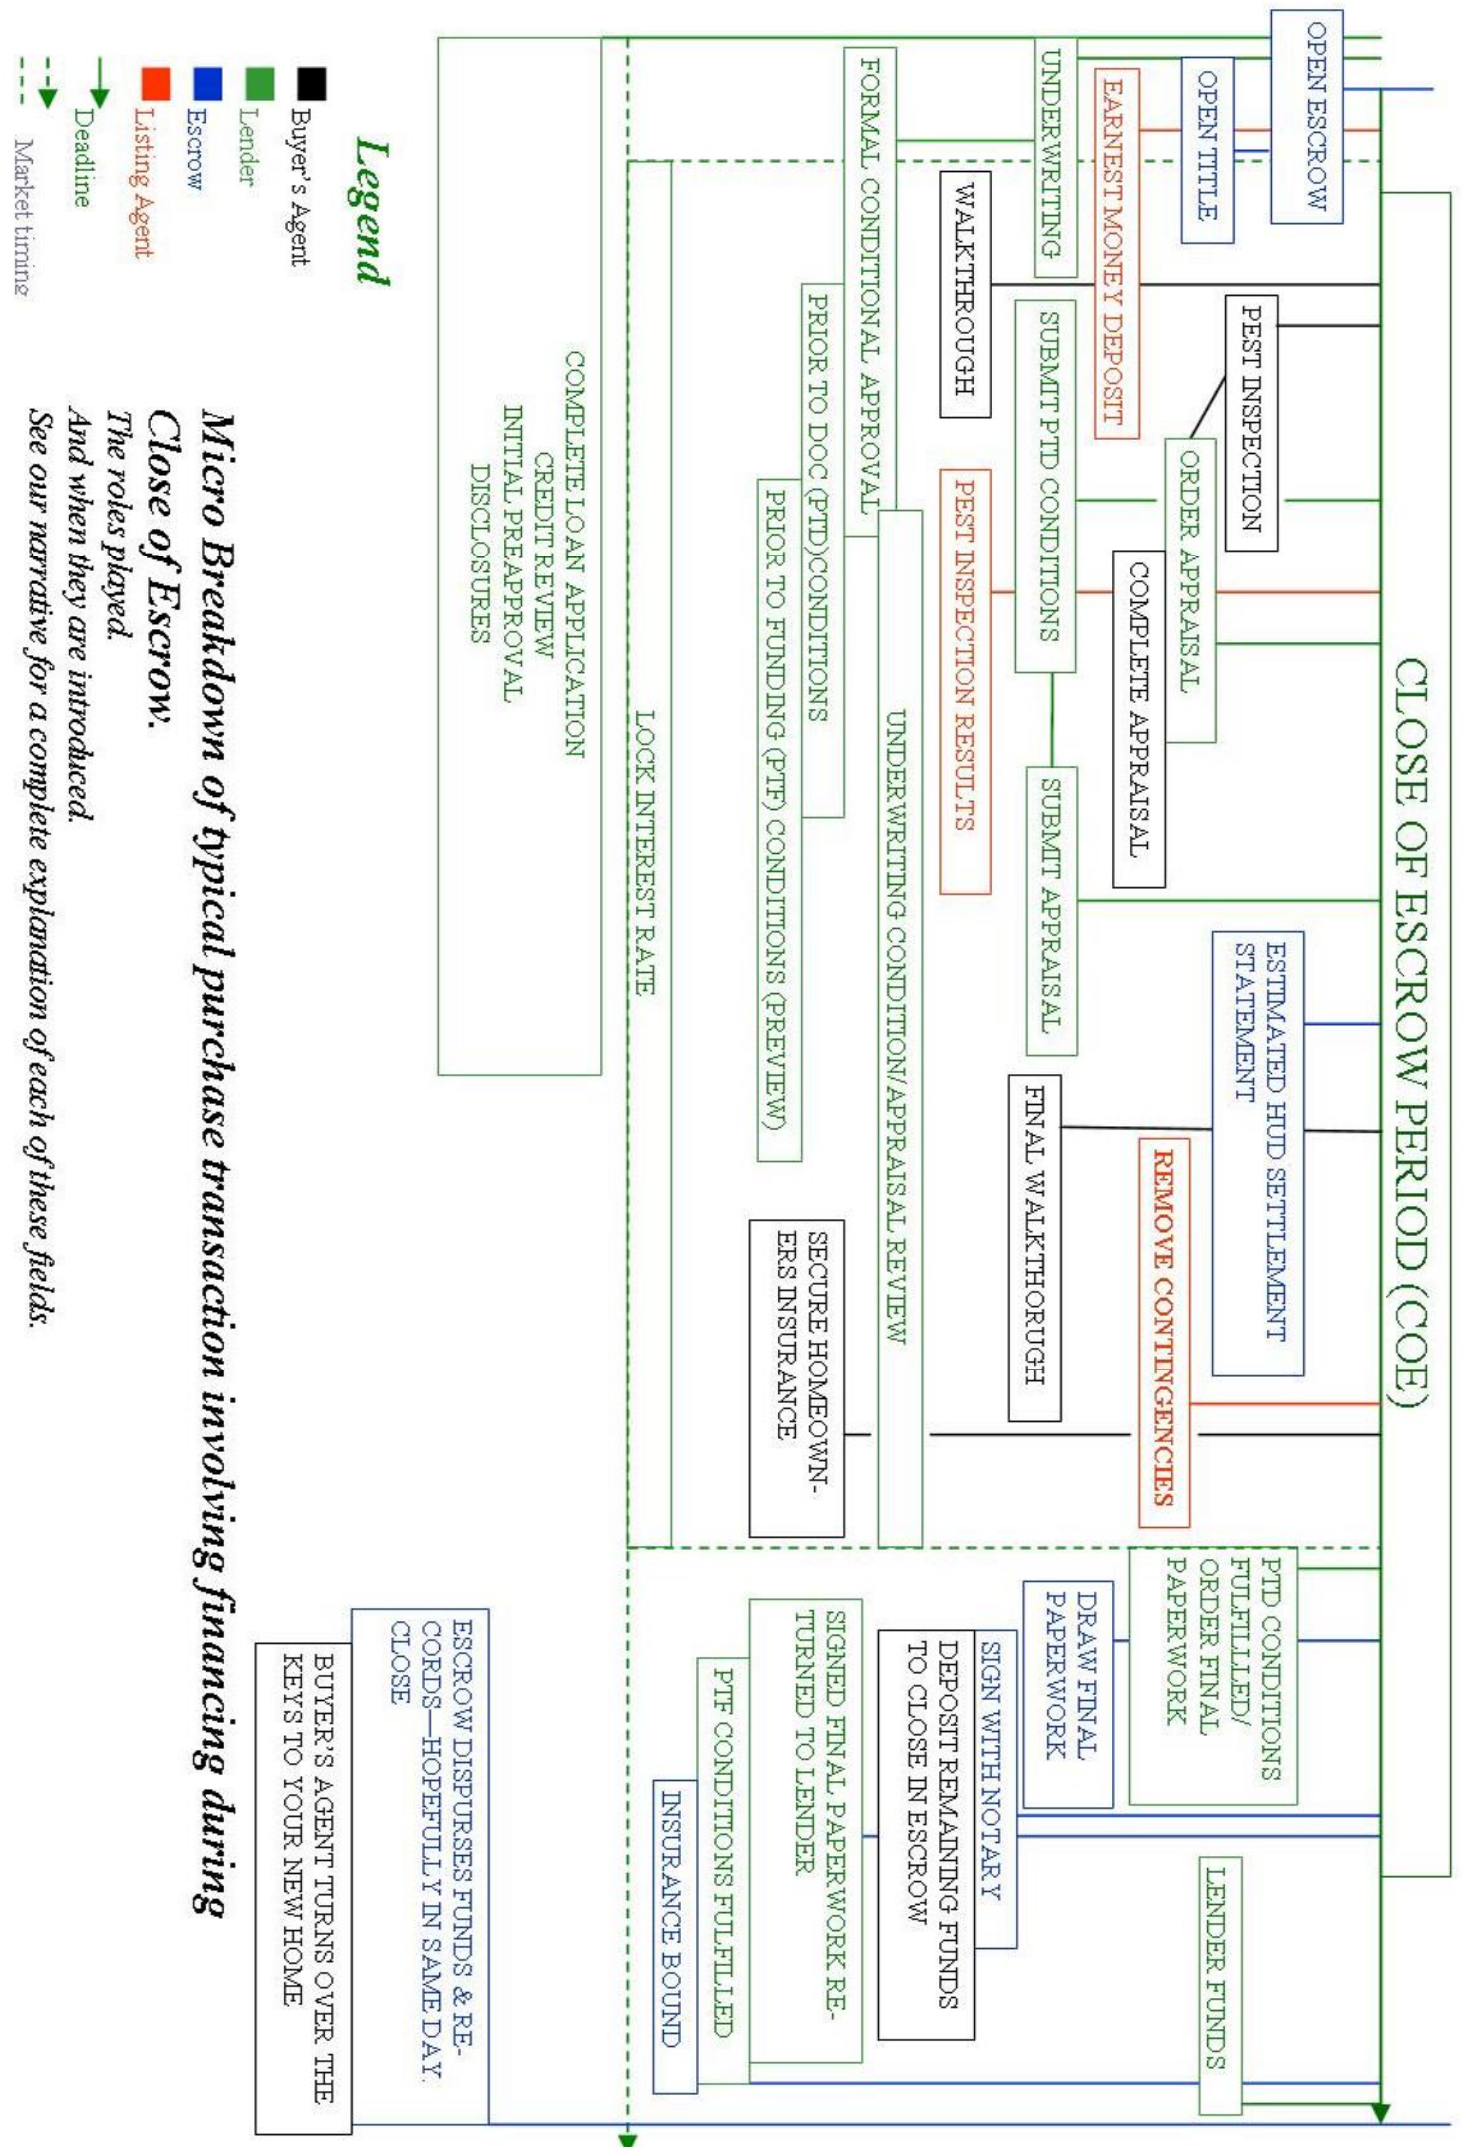 CLOSE OF ESCROW PERIOD (COE)
OPEN ESCROW
OPEN TITLE
EARNEST MONEY DEPOSIT
UNDERWRITING
FORMAL CONDITIONAL APPROVAL
WALKTHROUGH
PEST INSPECTION
ORDER APPRAISAL
COMPLETE APPRAISAL
SUBMIT PTD CONDITIONS
PEST INSPECTION RESULTS
SUBMIT APPRAISAL
PRIOR TO DOC (PTD)CONDITIONS
PRIOR TO FUNDING (PTF) CONDITIONS (PREVIEW)
UNDERWRITING CONDITION/APPRAISAL REVIEW
ESTIMATED HUD SETTLEMENT
STATEMENT
REMOVE CONTINGENCIES
FINAL WALKTHORUGH
SECURE HOMEOWN-
ERS INSURANCE
PTD CONDITIONS
FULFILLED/
ORDER FINAL
PAPERWORK
DRAW FINAL
PAPERWORK
SIGN WITH NOTARY
DEPOSIT REMAINING FUNDS
TO CLOSE IN ESCROW
SIGNED FINAL PAPERWORK RE-
TURNED TO LENDER
PTF CONDITIONS FULFILLED
INSURANCE BOUND
LENDER FUNDS
LOCK INTEREST RATE
COMPLETE LOAN APPLICATION
CREDIT REVIEW
INITIAL PREAPPROVAL
DISCLOSURES
ESCROW DISPURSES FUNDS & RE-
CORDS—HOPEFULLY IN SAME DAY.
CLOSE
BUYER'S AGENT TURNS OVER THE
KEYS TO YOUR NEW HOME
Legend
Buyer's Agent
Lender
Escrow
Listing Agent
Deadline
Market timing
Micro Breakdown of typical purchase transaction involving financing during
Close of Escrow.
The roles played.
And when they are introduced.
See our narrative for a complete explanation of each of these fields.